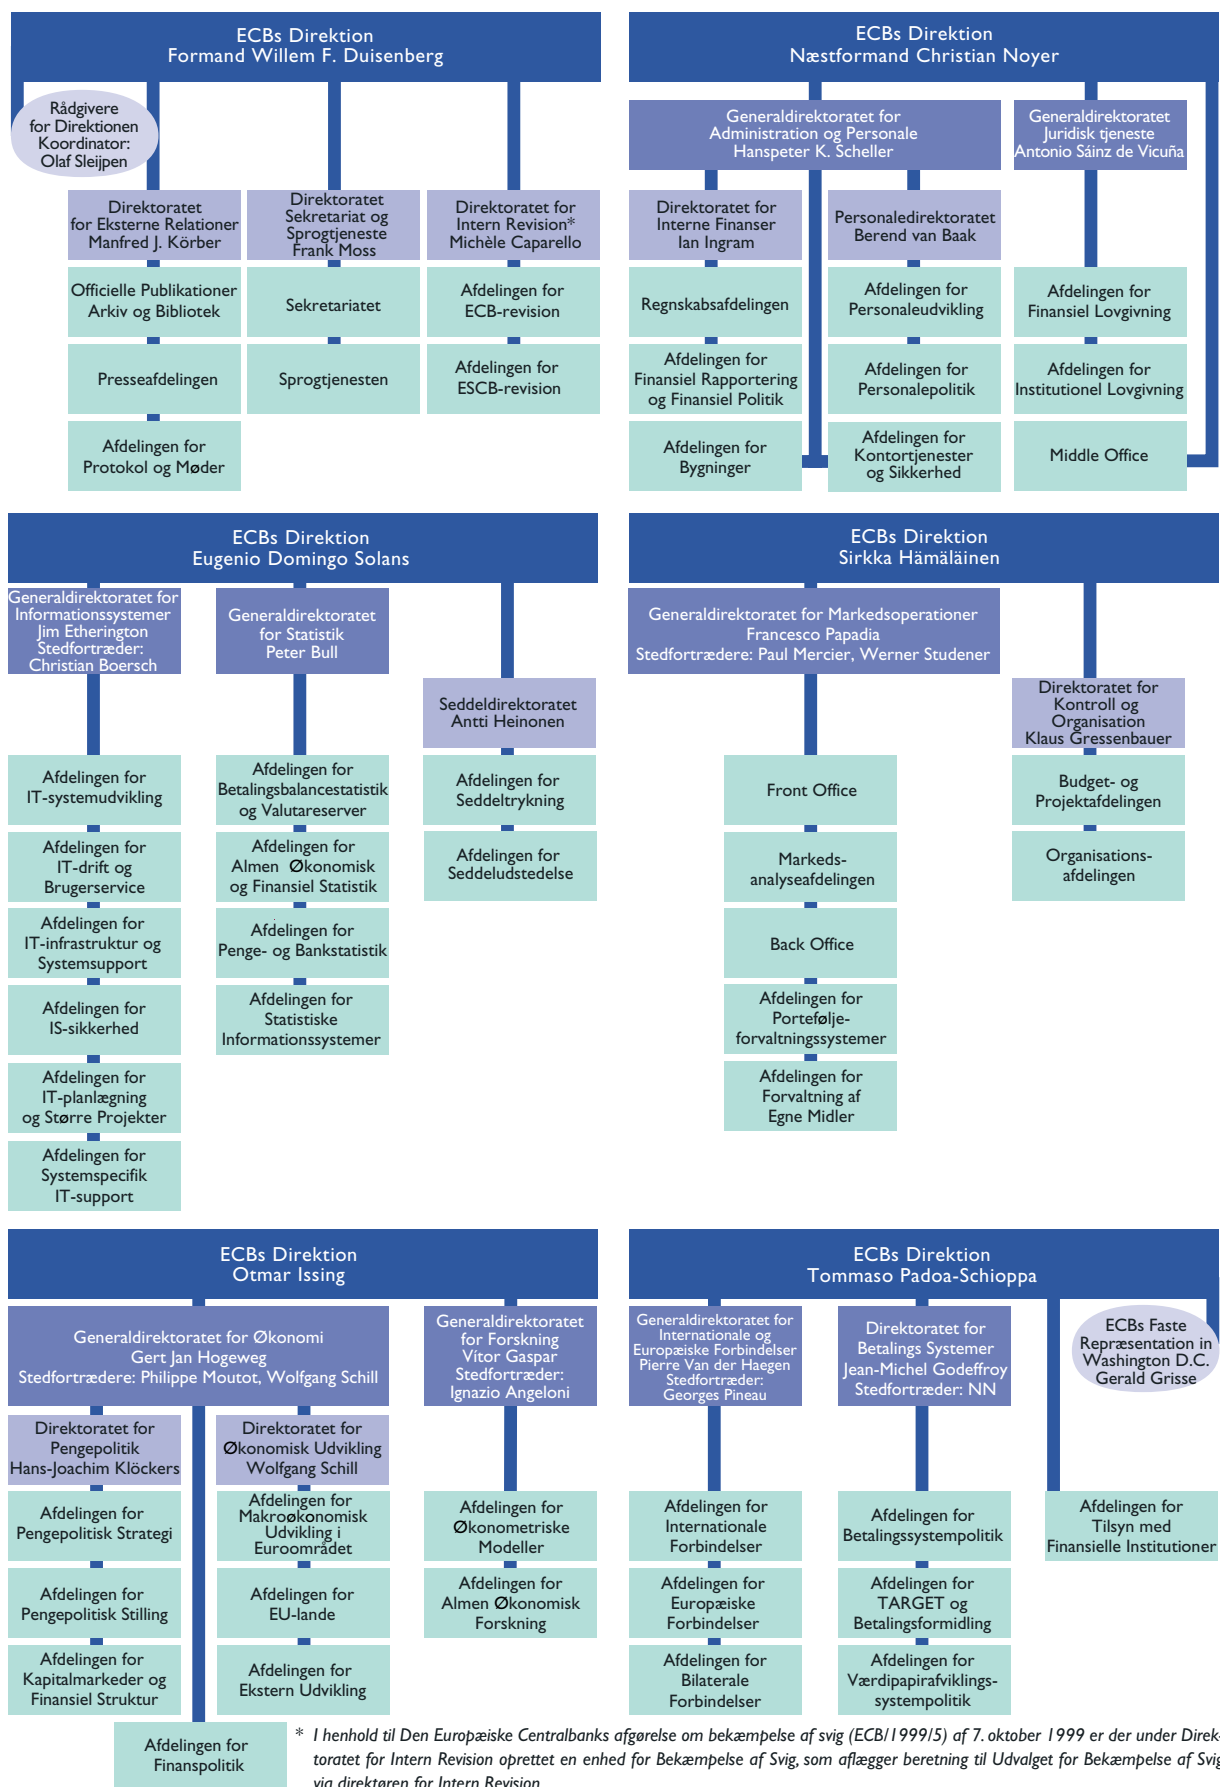 ECBs Direktion
Formand Willem F. Duisenberg
Rådgivere
for Direktionen
Koordinator:
Olaf Sleijpen
Direktoratet
for Eksterne Relationer
Manfred J. Körber
Officielle Publikationer
Arkiv og Bibliotek
Presseafdelingen
Afdelingen for
Protokol og Møder
Direktoratet
Sekretariat og
Sprogtjeneste
Frank Moss
Sekretariatet
Sprogtjenesten
Direktoratet for
Intern Revision*
Michèle Caparello
Afdelingen for
ECB-revision
Afdelingen for
ESCB-revision
ECBs Direktion
Næstformand Christian Noyer
Generaldirektoratet for
Administration og Personale
Hanspeter K. Scheller
Direktoratet for
Interne Finanser
Ian Ingram
Regnskabsafdelingen
Afdelingen for
Finansiel Rapportering
og Finansiel Politik
Afdelingen for
Bygninger
Personaledirektoratet
Berend van Baak
Afdelingen for
Personaleudvikling
Afdelingen for
Personalepolitik
Afdelingen for
Kontortjenester
og Sikkerhed
Generaldirektoratet
Juridisk tjeneste
Antonio Sáinz de Vicuña
Afdelingen for
Finansiel Lovgivning
Afdelingen for
Institutionel Lovgivning
Middle Office
ECBs Direktion
Eugenio Domingo Solans
Generaldirektoratet for
Informationssystemer
Jim Etherington
Stedfortræder:
Christian Boersch
Afdelingen for
IT-systemudvikling
Afdelingen for
IT-drift og
Brugerservice
Afdelingen for
IT-infrastruktur og
Systemsupport
Afdelingen for
IS-sikkerhed
Afdelingen for
IT-planlægning
og Større Projekter
Afdelingen for
Systemspecifik
IT-support
Generaldirektoratet
for Statistik
Peter Bull
Afdelingen for
Betalingsbalancestatistik
og Valutareserver
Afdelingen for
Almen Økonomisk
og Finansiel Statistik
Afdelingen for
Penge- og Bankstatistik
Afdelingen for
Statistiske
Informationssystemer
Seddeldirektoratet
Antti Heinonen
Afdelingen for
Seddeltrykning
Afdelingen for
Seddeludstedelse
ECBs Direktion
Sirkka Hämäläinen
Generaldirektoratet for Markedsoperationer
Francesco Papadia
Stedfortrædere: Paul Mercier, Werner Studener
Front Office
Markeds-
analyseafdelingen
Back Office
Afdelingen for
Portefølje-
forvaltningssystemer
Afdelingen for
Forvaltning af
Egne Midler
Direktoratet for
Kontroll og
Organisation
Klaus Gressenbauer
Budget- og
Projektafdelingen
Organisations-
afdelingen
ECBs Direktion
Otmar Issing
Generaldirektoratet for Økonomi
Gert Jan Hogeweg
Stedfortrædere: Philippe Moutot, Wolfgang Schill
Direktoratet for
Pengepolitik
Hans-Joachim Klöckers
Afdelingen for
Pengepolitisk Strategi
Afdelingen for
Pengepolitisk Stilling
Afdelingen for
Kapitalmarkeder og
Finansiel Struktur
Afdelingen for
Finanspolitik
Direktoratet for
Økonomisk Udvikling
Wolfgang Schill
Afdelingen for
Makroøkonomisk
Udvikling i
Euroområdet
Afdelingen for
EU-lande
Afdelingen for
Ekstern Udvikling
Generaldirektoratet
for Forskning
Vítor Gaspar
Stedfortræder:
Ignazio Angeloni
Afdelingen for
Økonometriske
Modeller
Afdelingen for
Almen Økonomisk
Forskning
ECBs Direktion
Tommaso Padoa-Schioppa
Generaldirektoratet for
Internationale og
Europæiske Forbindelser
Pierre Van der Haegen
Stedfortræder:
Georges Pineau
Afdelingen for
Internationale
Forbindelser
Afdelingen for
Europæiske
Forbindelser
Afdelingen for
Bilaterale
Forbindelser
Direktoratet for
Betalings Systemer
Jean-Michel Godeffroy
Stedfortræder: NN
Afdelingen for
Betalingssystempolitik
Afdelingen for
TARGET og
Betalingsformidling
Afdelingen for
Værdipapirafviklings-
systempolitik
ECBs Faste
Repræsentation in
Washington D.C.
Gerald Grisse
Afdelingen for
Tilsyn med
Finansielle Institutioner
* I henhold til Den Europæiske Centralbanks afgørelse om bekæmpelse af svig (ECB/1999/5) af 7. oktober 1999 er der under Direk-
toratet for Intern Revision oprettet en enhed for Bekæmpelse af Svig, som aflægger beretning til Udvalget for Bekæmpelse af Svig
via direktøren for Intern Revision